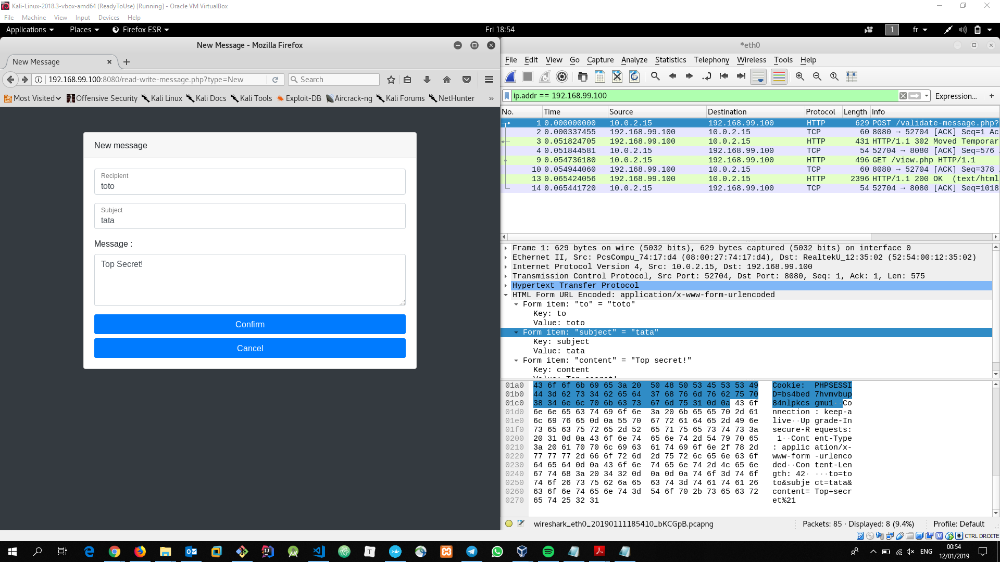 Kali-Linux-2018.3-vbox-amd64 (ReadyToUse) [Running] - Oracle VM VirtualBox
File Machine View Input Devices Help
Applications Places Firefox ESR Fri 18:54 1 fr
New Message - Mozilla Firefox
New Message
192.168.99.100:8080/read-write-message.php?type=New Search
Most Visited Offensive Security Kali Linux Kali Docs Kali Tools Exploit-DB Aircrack-ng Kali Forums NetHunter »
New message
Recipient
toto
Subject
tata
Message :
Top Secret!
Confirm
Cancel
*eth0
File Edit View Go Capture Analyze Statistics Telephony Wireless Tools Help
ip.addr == 192.168.99.100 Expression... +
No. Time Source Destination Protocol Length Info
1 0.000000000 10.0.2.15 192.168.99.100 HTTP 629 POST /validate-message.php?
2 0.000337455 192.168.99.100 10.0.2.15 TCP 60 8080 → 52704 [ACK] Seq=1 Ac
3 0.051824705 192.168.99.100 10.0.2.15 HTTP 431 HTTP/1.1 302 Moved Temporar
4 0.051844581 10.0.2.15 192.168.99.100 TCP 54 52704 → 8080 [ACK] Seq=576
9 0.054736180 10.0.2.15 192.168.99.100 HTTP 496 GET /view.php HTTP/1.1
10 0.054944060 192.168.99.100 10.0.2.15 TCP 60 8080 → 52704 [ACK] Seq=378
13 0.065424056 192.168.99.100 10.0.2.15 HTTP 2396 HTTP/1.1 200 OK (text/html
14 0.065441720 10.0.2.15 192.168.99.100 TCP 54 52704 → 8080 [ACK] Seq=1018
Frame 1: 629 bytes on wire (5032 bits), 629 bytes captured (5032 bits) on interface 0
Ethernet II, Src: PcsCompu_74:17:d4 (08:00:27:74:17:d4), Dst: RealtekU_12:35:02 (52:54:00:12:35:02)
Internet Protocol Version 4, Src: 10.0.2.15, Dst: 192.168.99.100
Transmission Control Protocol, Src Port: 52704, Dst Port: 8080, Seq: 1, Ack: 1, Len: 575
Hypertext Transfer Protocol
HTML Form URL Encoded: application/x-www-form-urlencoded
Form item: "to" = "toto"
Key: to
Value: toto
Form item: "subject" = "tata"
Key: subject
Value: tata
Form item: "content" = "Top secret!"
Key: content
Value: Top secret!
01a0 43 6f 6f 6b 69 65 3a 20 50 48 50 53 45 53 53 49 Cookie: PHPSESSI
01b0 44 3d 62 73 34 62 65 64 37 68 76 6d 76 62 75 70 D=bs4bed 7hvmvbup
01c0 38 34 6e 6c 70 6b 63 73 67 6d 75 31 0d 0a 43 6f 84nlpkcs gmu1··Co
01d0 6e 6e 65 63 74 69 6f 6e 3a 20 6b 65 65 70 2d 61 nnection : keep-a
01e0 6c 69 76 65 0d 0a 55 70 67 72 61 64 65 2d 49 6e live··Up grade-In
01f0 73 65 63 75 72 65 2d 52 65 71 75 65 73 74 73 3a secure-R equests:
0200 20 31 0d 0a 43 6f 6e 74 65 6e 74 2d 54 79 70 65 1··Cont ent-Type
0210 3a 20 61 70 70 6c 69 63 61 74 69 6f 6e 2f 78 2d : applic ation/x-
0220 77 77 77 2d 66 6f 72 6d 2d 75 72 6c 65 6e 63 6f www-form -urlenco
0230 64 65 64 0d 0a 43 6f 6e 74 65 6e 74 2d 4c 65 6e ded··Con tent-Len
0240 67 74 68 3a 20 34 32 0d 0a 0d 0a 74 6f 3d 74 6f gth: 42· ···to=to
0250 74 6f 26 73 75 62 6a 65 63 74 3d 74 61 74 61 26 to&subje ct=tata&
0260 63 6f 6e 74 65 6e 74 3d 54 6f 70 2b 73 65 63 72 content= Top+secr
0270 65 74 25 32 31 et%21
wireshark_eth0_20190111185410_bKCGpB.pcapng Packets: 85 · Displayed: 8 (9.4%) Profile: Default
CTRL DROITE
ENG 00:54
12/01/2019